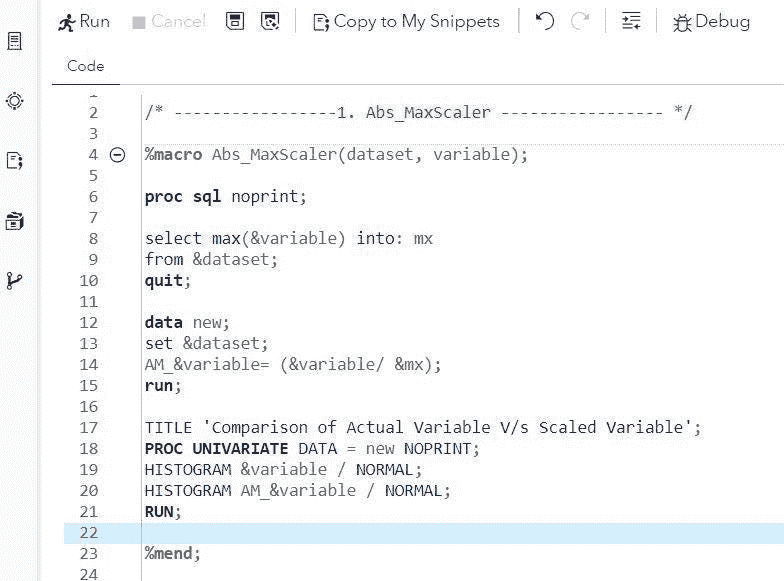 Run Cancel Copy to My Snippets Debug
Code
2 /* -----------------1. Abs_MaxScaler ----------------- */
3
4 %macro Abs_MaxScaler(dataset, variable);
5
6 proc sql noprint;
7
8 select max(&variable) into: mx
9 from &dataset;
10 quit;
11
12 data new;
13 set &dataset;
14 AM_&variable= (&variable/ &mx);
15 run;
16
17 TITLE 'Comparison of Actual Variable V/s Scaled Variable';
18 PROC UNIVARIATE DATA = new NOPRINT;
19 HISTOGRAM &variable / NORMAL;
20 HISTOGRAM AM_&variable / NORMAL;
21 RUN;
22
23 %mend;
24